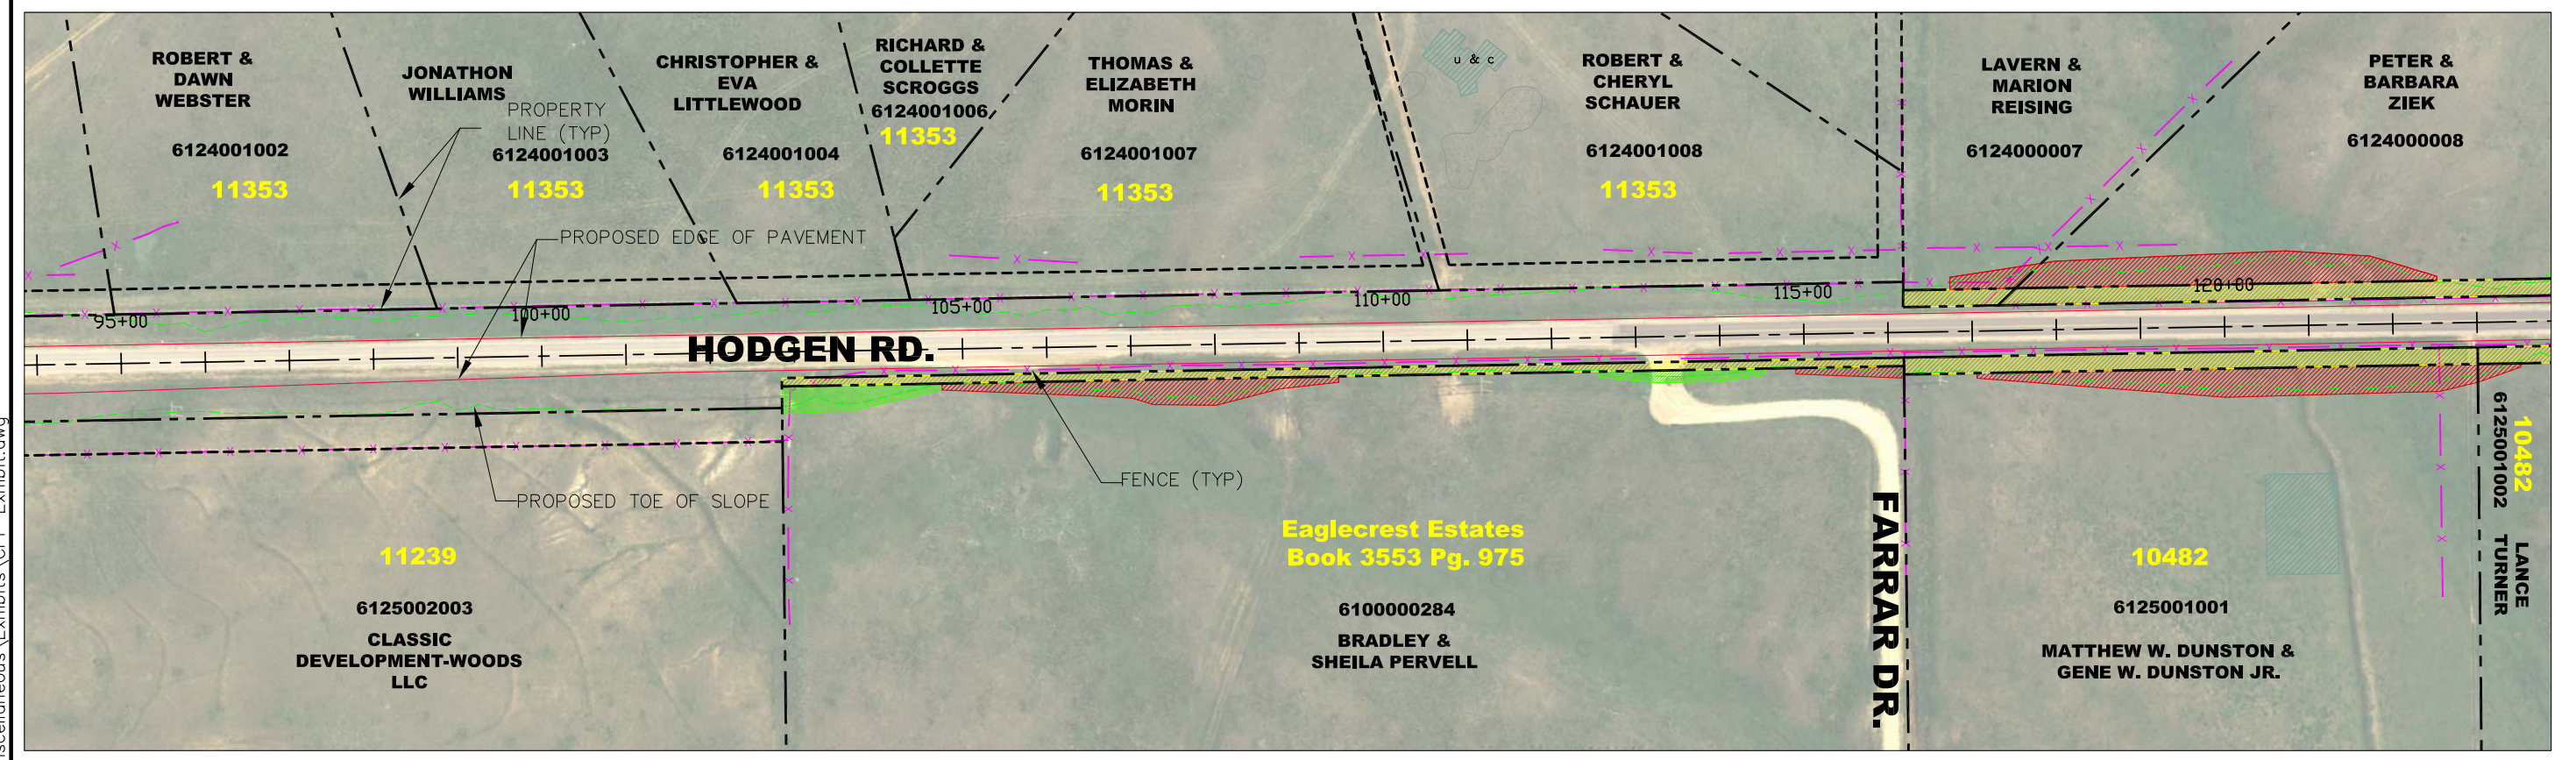 ROBERT &
DAWN
WEBSTER
6124001002
11353
JONATHON
WILLIAMS
6124001003
11353
PROPERTY
LINE (TYP)
CHRISTOPHER &
EVA
LITTLEWOOD
6124001004
11353
RICHARD &
COLLETTE
SCROGGS
6124001006
11353
THOMAS &
ELIZABETH
MORIN
6124001007
11353
u & c
ROBERT &
CHERYL
SCHAUER
6124001008
11353
LAVERN &
MARION
REISING
6124000007
PETER &
BARBARA
ZIEK
6124000008
PROPOSED EDGE OF PAVEMENT
95+00
100+00
105+00
110+00
115+00
120+00
HODGEN RD.
FENCE (TYP)
PROPOSED TOE OF SLOPE
11239
6125002003
CLASSIC
DEVELOPMENT-WOODS
LLC
Eaglecrest Estates
Book 3553 Pg. 975
6100000284
BRADLEY &
SHEILA PERVELL
FARRAR DR.
10482
6125001001
MATTHEW W. DUNSTON &
GENE W. DUNSTON JR.
10482
6125001002
LANCE
TURNER